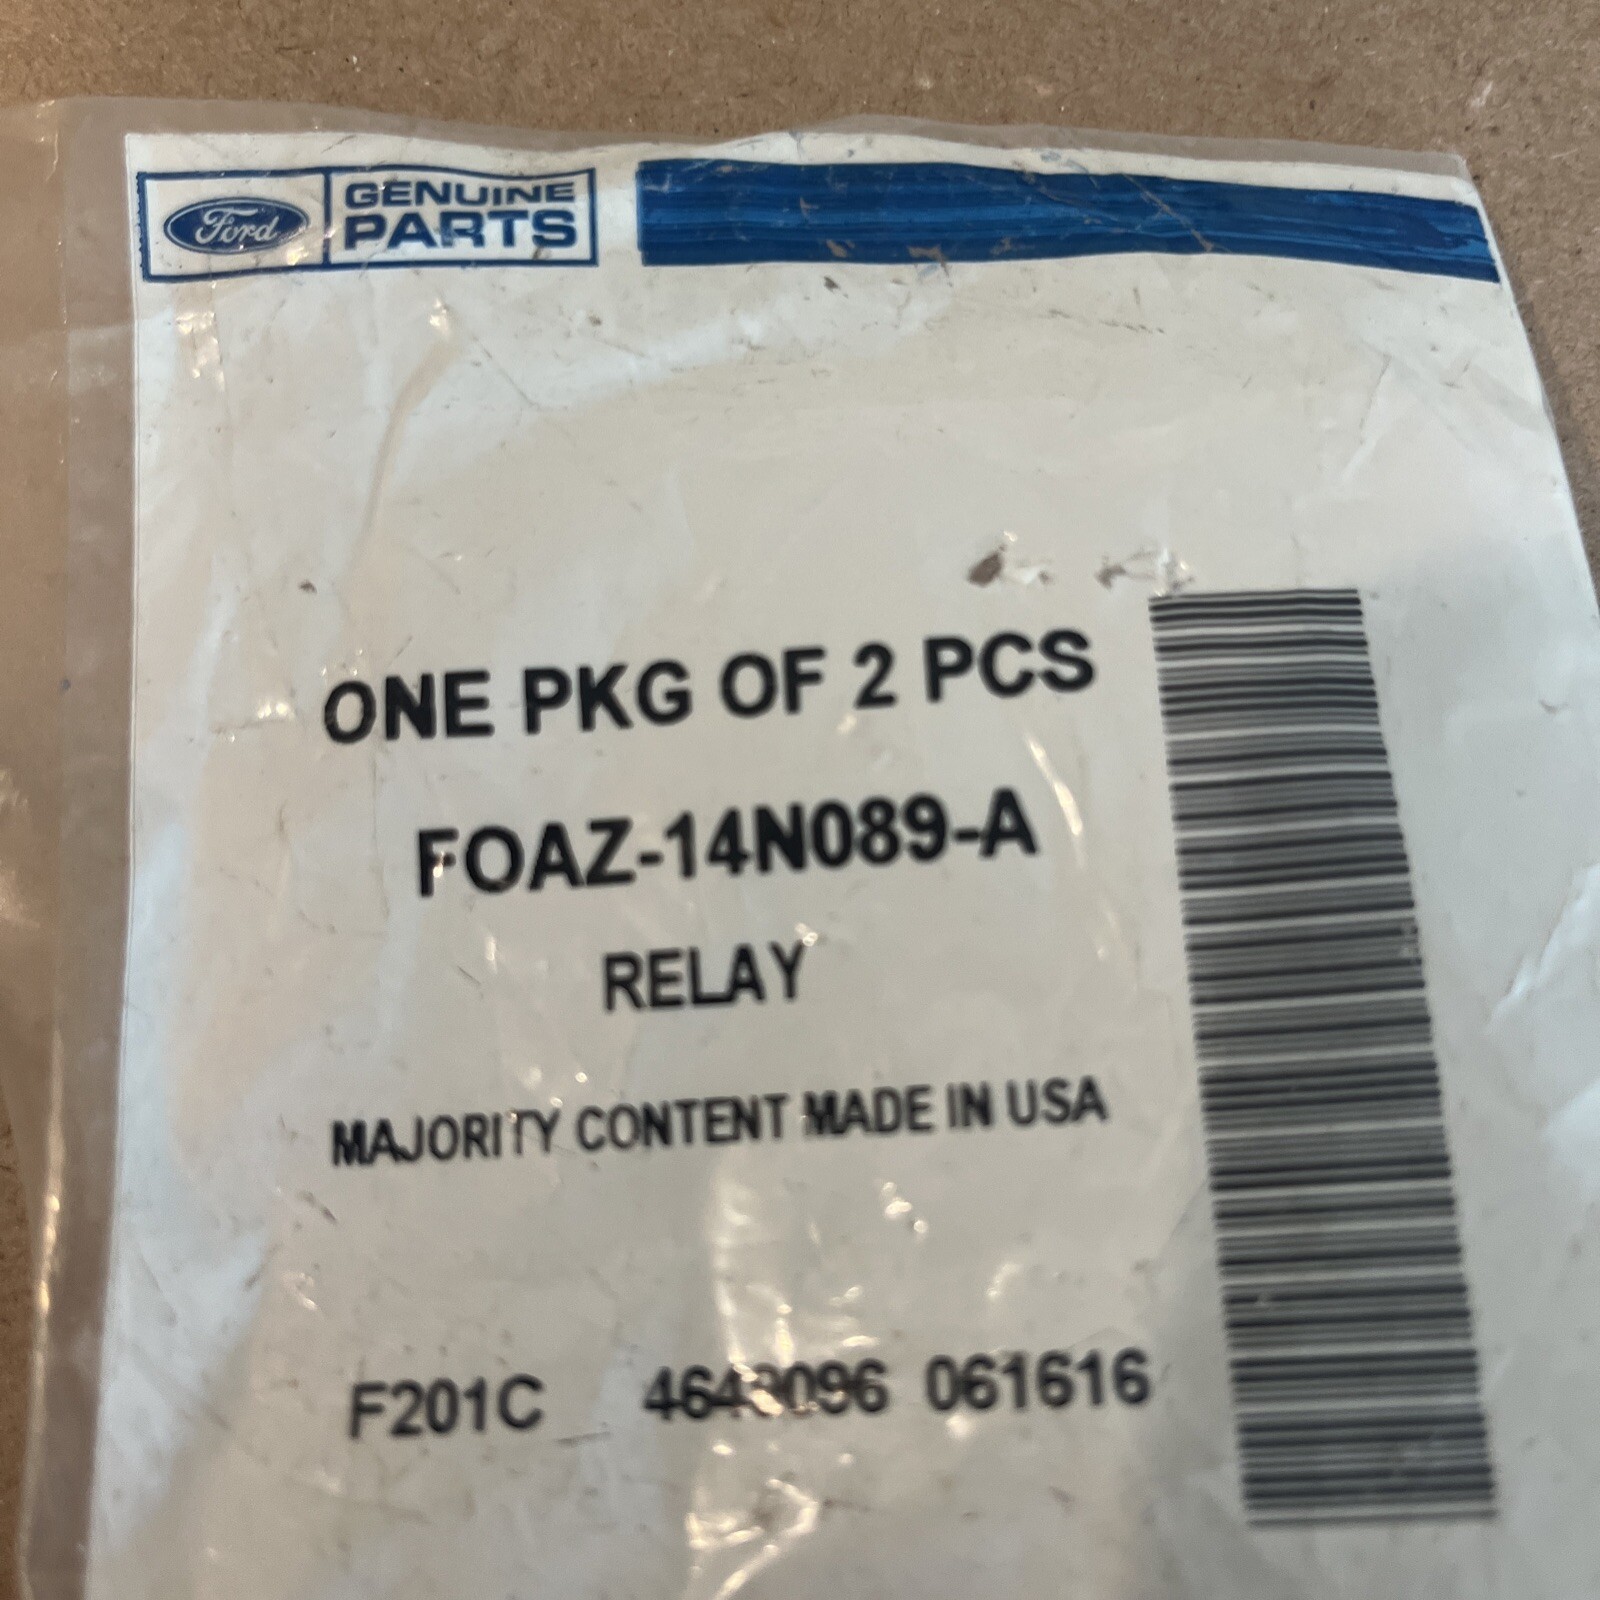 Ford GENUINE
PARTS
ONE PKG OF 2 PCS
FOAZ-14N089-A
RELAY
MAJORITY CONTENT MADE IN USA
F201C 061616